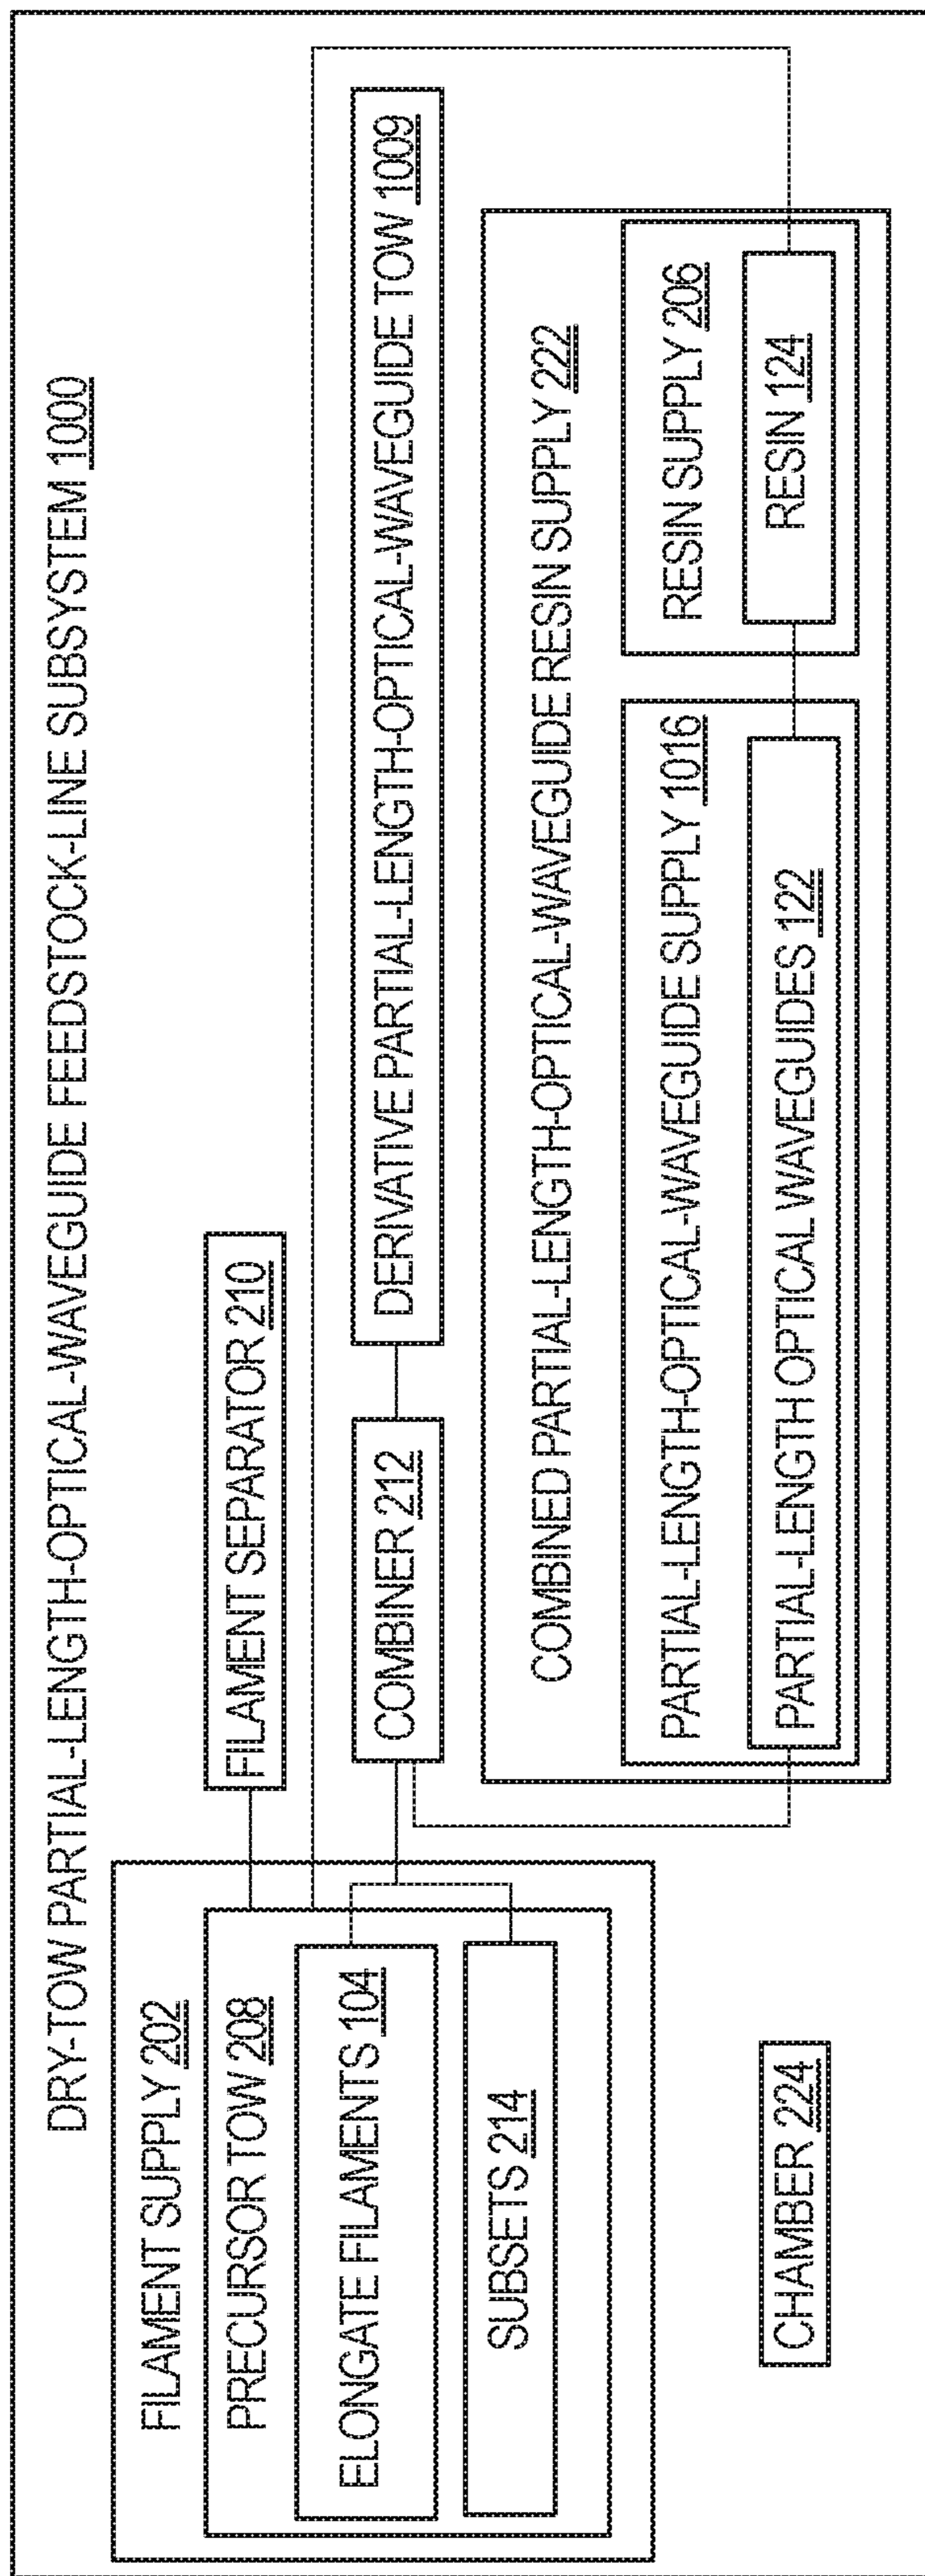 DRY-TOW PARTIAL-LENGTH-OPTICAL-WAVEGUIDE FEEDSTOCK-LINE SUBSYSTEM 1000
FILAMENT SUPPLY 202
PRECURSOR TOW 208
ELONGATE FILAMENTS 104
SUBSETS 214
CHAMBER 224
FILAMENT SEPARATOR 210
COMBINER 212
DERIVATIVE PARTIAL-LENGTH-OPTICAL-WAVEGUIDE TOW 1009
COMBINED PARTIAL-LENGTH-OPTICAL-WAVEGUIDE RESIN SUPPLY 222
PARTIAL-LENGTH-OPTICAL-WAVEGUIDE SUPPLY 1016
PARTIAL-LENGTH OPTICAL WAVEGUIDES 122
RESIN SUPPLY 206
RESIN 124